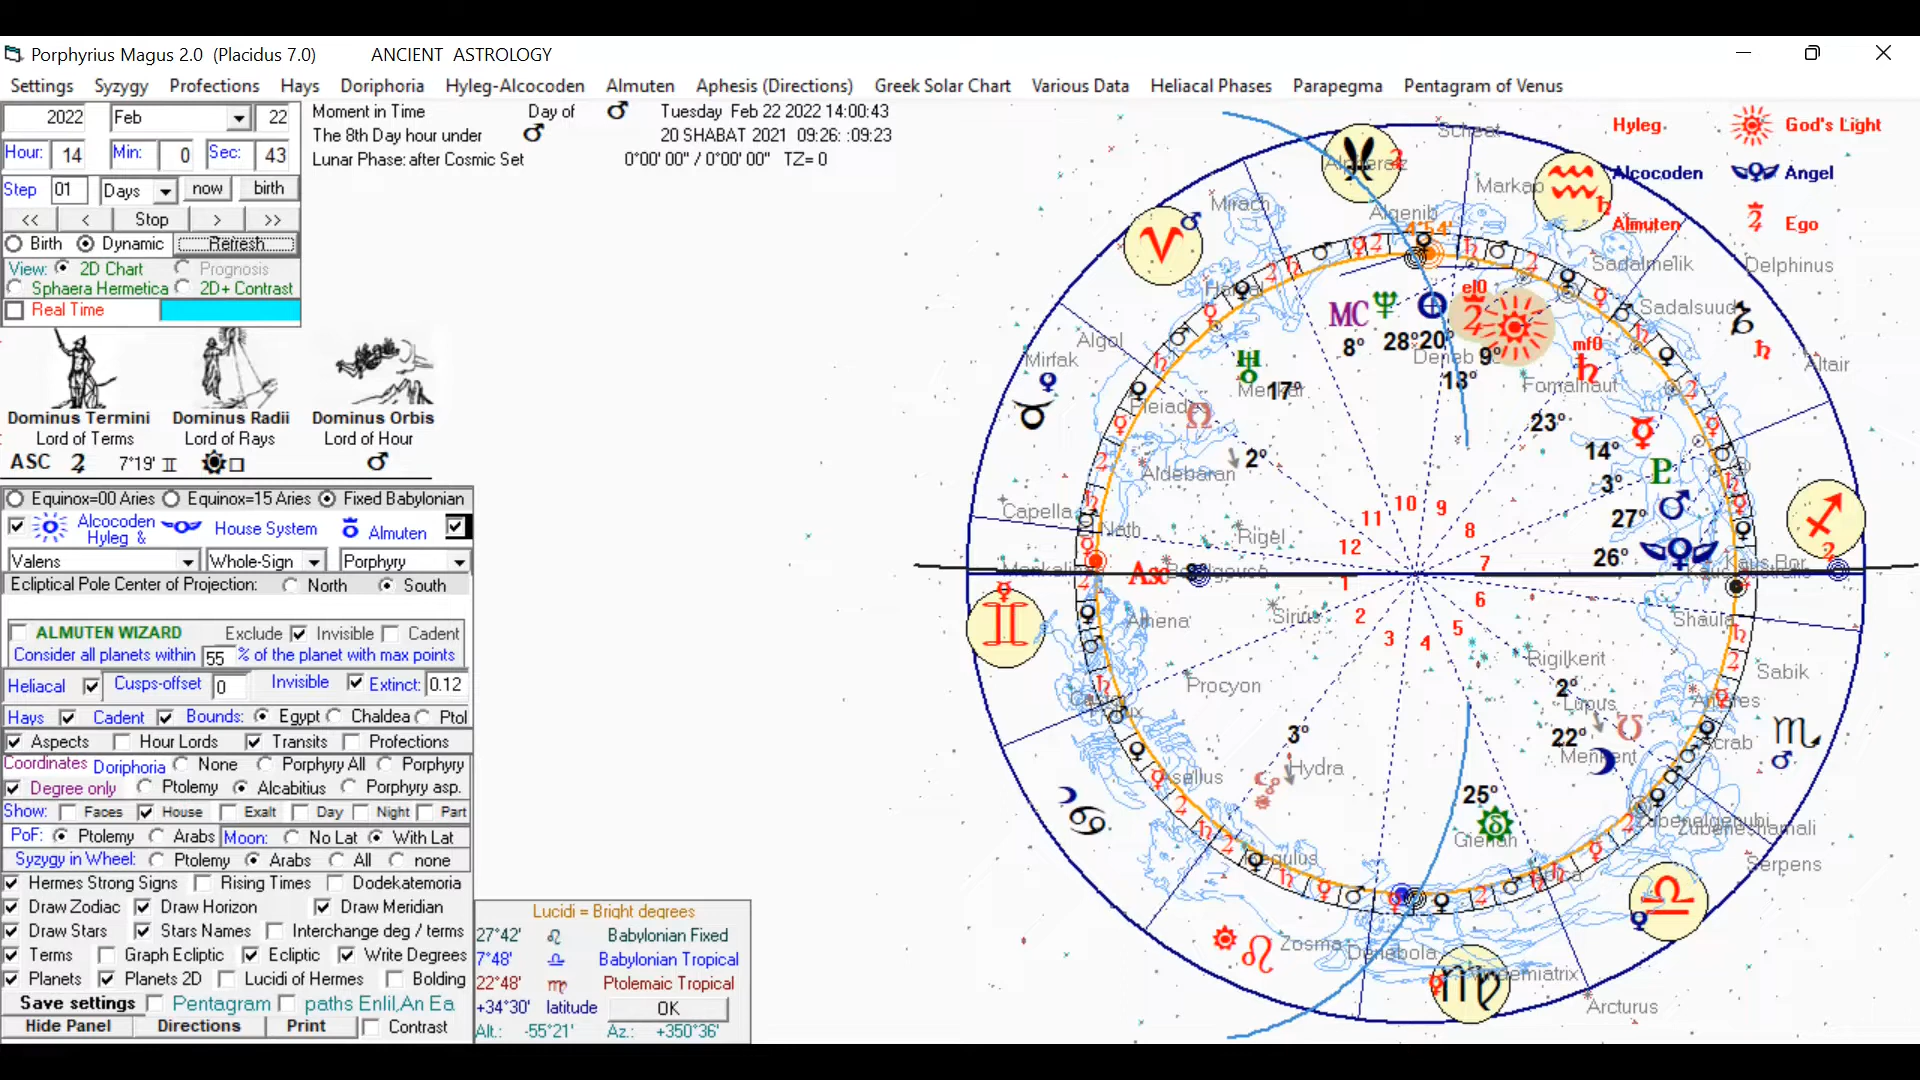 Porphyrius Magus 2.0 (Placidus 7.0) ANCIENT ASTROLOGY
Settings Syzygy Profections Hays Doriphoria Hyleg-Alcocoden Almuten Aphesis (Directions) Greek Solar Chart Various Data Heliacal Phases Parapegma Pentagram of Venus
2022 Feb 22
Hour: 14 Min: 0 Sec: 43
Step 01 Days now birth
<< < Stop > >>
Birth Dynamic Refresh
View: 2D Chart Prognosis
Sphaera Hermetica 2D+ Contrast
Real Time
Moment in Time Day of ♂ Tuesday Feb 22 2022 14:00:43
The 8th Day hour under ♂ 20 SHABAT 2021 09:26: :09:23
Lunar Phase: after Cosmic Set 0°00' 00" / 0°00' 00" TZ= 0
Dominus Termini Dominus Radii Dominus Orbis
Lord of Terms Lord of Rays Lord of Hour
ASC ♃ 7°19' ♊ □ ♂
Equinox=00 Aries Equinox=15 Aries Fixed Babylonian
Alcocoden Hyleg & House System Almuten
Valens Whole-Sign Porphyry
Ecliptical Pole Center of Projection: North South
ALMUTEN WIZARD Exclude Invisible Cadent
Consider all planets within 55 % of the planet with max points
Heliacal Cusps-offset 0 Invisible Extinct: 0.12
Hays Cadent Bounds: Egypt Chaldea Ptol
Aspects Hour Lords Transits Profections
Coordinates Doriphoria None Porphyry All Porphyry
Degree only Ptolemy Alcabitius Porphyry asp.
Show: Faces House Exalt Day Night Part
PoF: Ptolemy Arabs Moon: No Lat With Lat
Syzygy in Wheel: Ptolemy Arabs All none
Hermes Strong Signs Rising Times Dodekatemoria
Draw Zodiac Draw Horizon Draw Meridian
Draw Stars Stars Names Interchange deg / terms
Terms Graph Ecliptic Ecliptic Write Degrees
Planets Planets 2D Lucidi of Hermes Bolding
Save settings Pentagram paths Enlil,An Ea
Hide Panel Directions Print Contrast
Lucidi = Bright degrees
27°42' ♌ Babylonian Fixed
7°48' ♎ Babylonian Tropical
22°48' ♍ Ptolemaic Tropical
+34°30' latitude OK
Alt.: -55°21' Az.: +350°36'
Hyleg God's Light
Alcocoden Angel
Almuten Ego
Scheat
Alpheratz
Markab
Mirach
Algenib
4°54'
Sadalmelik
Delphinus
Hamal
el0
Sadalsuud
MC 8° 28° 20° 9° 13°
Deneb
mf0
Algol
Mirfak
Altair
Menkar 17°
Fomalhaut
Pleiades
23°
14°
Aldebaran
2°
3°
Capella
27°
Nath
Rigel
26°
10 9
11 8
12 7
1 6
2 5
3 4
Asc 8°
Sirius
Shaula
Rigilkent
Sabik
Procyon
2°
Lupus
Antares
3°
22°
Acrab
Hydra
Menkent
Asellus
25°
Gienah
Zubenelgenubi
Zubeneshamali
Regulus
Serpens
Zosma
Denebola
Vindemiatrix
Arcturus